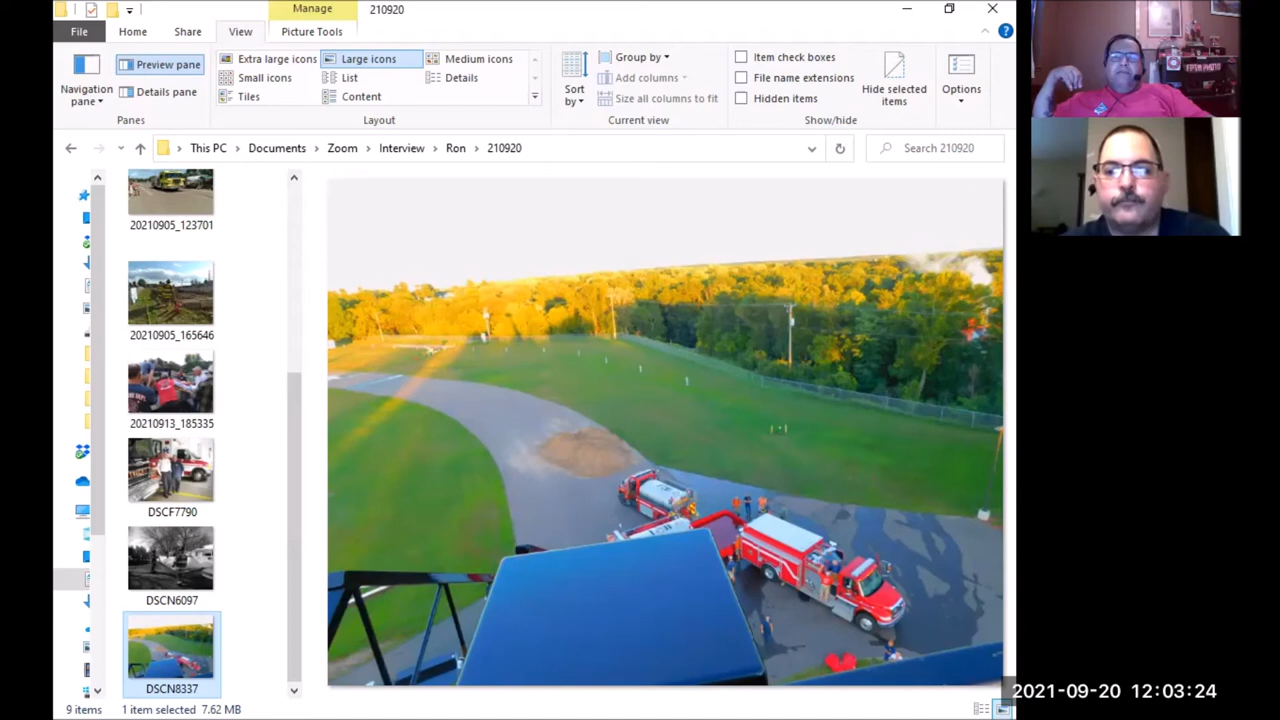 Manage
210920
File
Home
Share
View
Picture Tools
Navigation pane
Preview pane
Details pane
Panes
Extra large icons
Large icons
Medium icons
Small icons
List
Details
Tiles
Content
Layout
Sort by
Group by
Add columns
Size all columns to fit
Current view
Item check boxes
File name extensions
Hidden items
Hide selected items
Show/hide
Options
This PC > Documents > Zoom > Interview > Ron > 210920
Search 210920
20210905_123701
20210905_165646
20210913_185335
DSCF7790
DSCN6097
DSCN8337
9 items
1 item selected 7.62 MB
2021-09-20 12:03:24